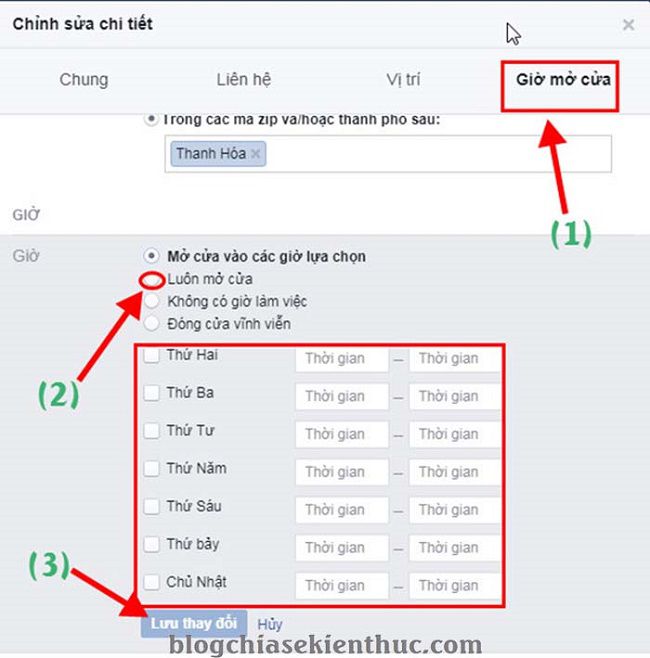 Chỉnh sửa chi tiết ×
Chung Liên hệ Vị trí Giờ mở cửa
Trong các mã zip và/hoặc thành phố sau:
Thanh Hóa ×
(1)
GIỜ
Giờ Mở cửa vào các giờ lựa chọn
Luôn mở cửa
Không có giờ làm việc
Đóng cửa vĩnh viễn
(2)
Thứ Hai Thời gian – Thời gian
Thứ Ba Thời gian – Thời gian
Thứ Tư Thời gian – Thời gian
Thứ Năm Thời gian – Thời gian
Thứ Sáu Thời gian – Thời gian
Thứ bảy Thời gian – Thời gian
(3)
Chủ Nhật Thời gian – Thời gian
Lưu thay đổi Hủy
blogchiasekienthuc.com